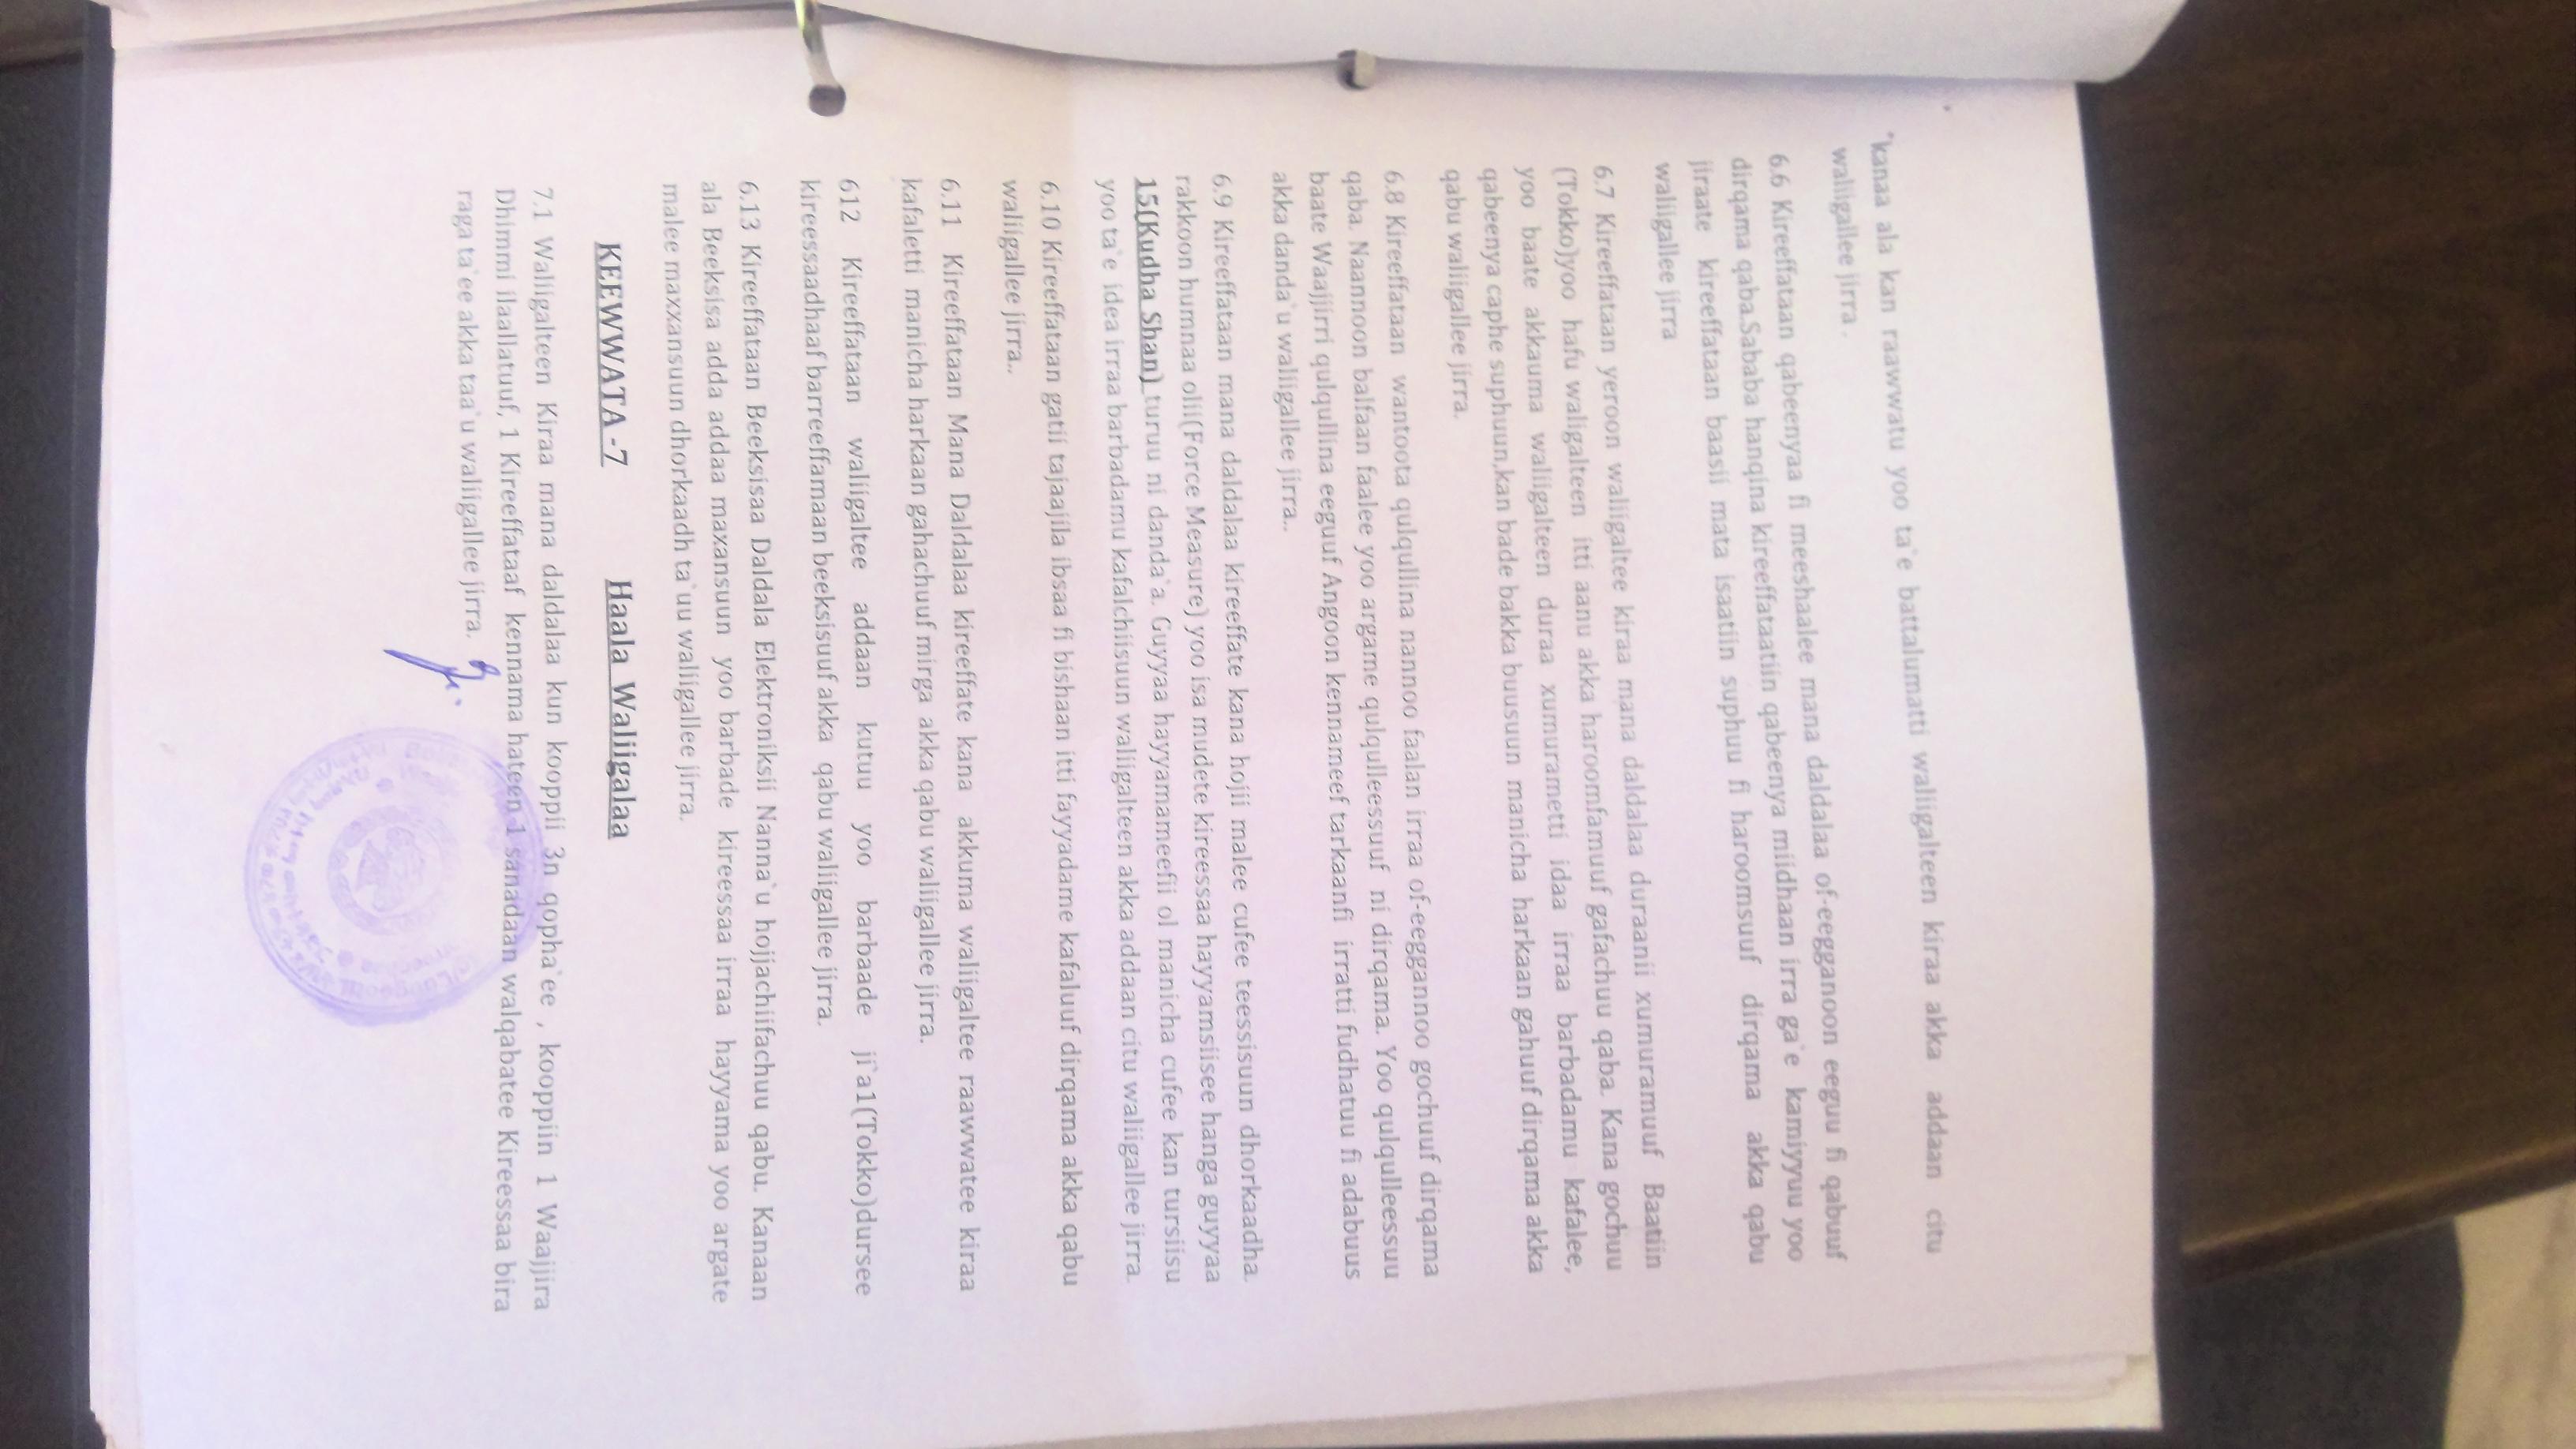 kanaa ala kan raawwatu yoo ta`e battalumatti waliigalteen kiraa akka addaan citu
waliigallee jirra .
6.6 Kireeffataan qabeenyaa fi meeshaalee mana daldalaa of-eegganoon eeguu fi qabuuf
dirqama qaba.Sababa hanqina kireeffataatiin qabeenya miidhaan irra ga`e kamiyyuu yoo
jiraate kireeffataan baasii mata isaatiin suphuu fi haroomsuuf dirqama akka qabu
waliigallee jirra
6.7 Kireeffataan yeroon waliigaltee kiraa mana daldalaa duraanii xumuramuuf Baatiin
(Tokko)yoo hafu waligalteen itti aanu akka haroomfamuuf gafachuu qaba. Kana gochuu
yoo baate akkauma waliigalteen duraa xumurametti idaa irraa barbadamu kafalee,
qabeenya caphe suphuun,kan bade bakka buusuun manicha harkaan gahuuf dirqama akka
qabu waliigallee jirra.
6.8 Kireeffataan wantoota qulqullina nannoo faalan irraa of-eeggannoo gochuuf dirqama
qaba. Naannoon balfaan faalee yoo argame qulqulleessuuf ni dirqama. Yoo qulqulleessuu
baate Waajjirri qulqullina eeguuf Angoon kennameef tarkaanfi irratti fudhatuu fi adabuus
akka danda`u waliigallee jirra..
6.9 Kireeffataan mana daldalaa kireeffate kana hojii malee cufee teessisuun dhorkaadha.
rakkoon humnaa olii(Force Measure) yoo isa mudete kireessaa hayyamsiisee hanga guyyaa
15(Kudha Shan) turuu ni danda`a. Guyyaa hayyamameefii ol manicha cufee kan tursiisu
yoo ta`e idea irraa barbadamu kafalchiisuun waliigalteen akka addaan citu waliigallee jirra.
6.10 Kireeffataan gatii tajaajila ibsaa fi bishaan itti fayyadame kafaluuf dirqama akka qabu
waliigallee jirra..
6.11 Kireeffataan Mana Daldalaa kireeffate kana akkuma waliigaltee raawwatee kiraa
kafaletti manicha harkaan gahachuuf mirga akka qabu waliigallee jirra.
612 Kireeffataan waliigaltee addaan kutuu yoo barbaade ji`a1(Tokko)dursee
kireessaadhaaf barreeffamaan beeksisuuf akka qabu waliigallee jirra.
6.13 Kireeffataan Beeksisaa Daldala Elektroniksii Nanna`u hojjachiifachuu qabu. Kanaan
ala Beeksisa adda addaa maxansuun yoo barbade kireessaa irraa hayyama yoo argate
malee maxxansuun dhorkaadh ta`uu waliigallee jirra.
KEEWWATA -7 Haala Waliigalaa
7.1 Waliigalteen Kiraa mana daldalaa kun kooppii 3n qopha`ee , kooppiin 1 Waajjira
Dhimmi ilaallatuuf, 1 Kireeffataaf kennama hateen 1 sanadaan walqabatee Kireessaa bira
raga ta`ee akka taa`u waliigallee jirra.